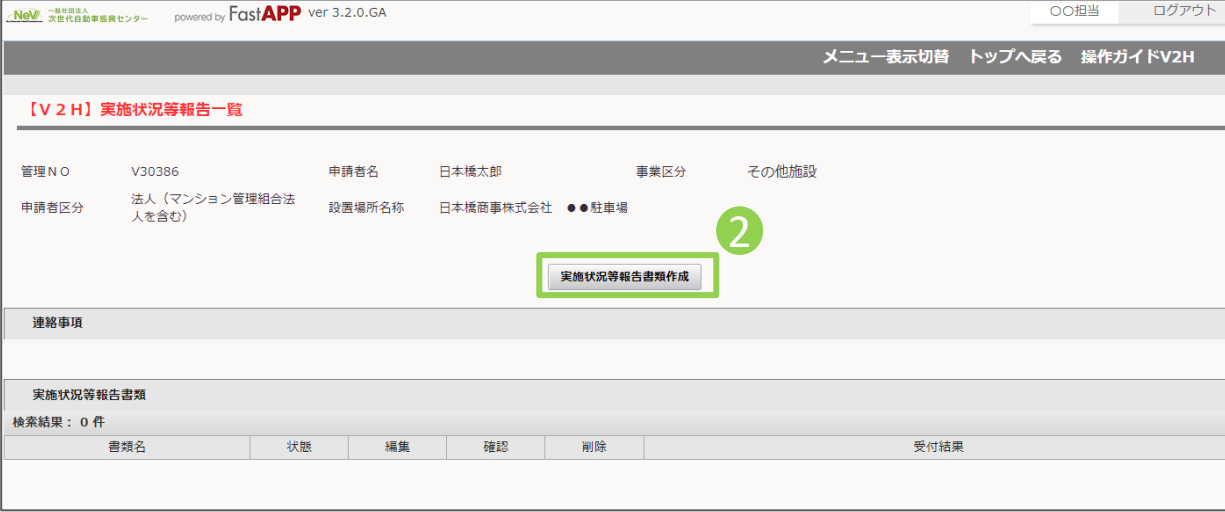 NeV 一般社団法人 次世代自動車振興センター powered by FastAPP ver 3.2.0.GA 〇〇担当 ログアウト
メニュー表示切替 トップへ戻る 操作ガイドV2H
【V2H】実施状況等報告一覧
管理NO V30386 申請者名 日本橋太郎 事業区分 その他施設
申請者区分 法人（マンション管理組合法人を含む） 設置場所名称 日本橋商事株式会社 ●●駐車場
2
実施状況等報告書類作成
連絡事項
実施状況等報告書類
検索結果： 0 件
書類名 状態 編集 確認 削除 受付結果